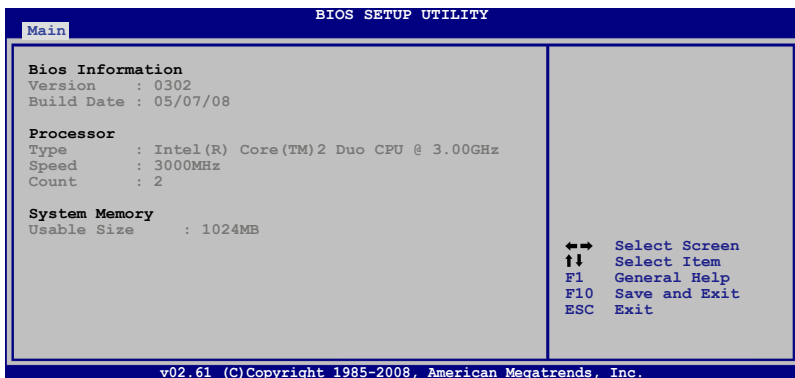 BIOS SETUP UTILITY
Main
Bios Information
Version : 0302
Build Date : 05/07/08
Processor
Type : Intel(R) Core(TM)2 Duo CPU @ 3.00GHz
Speed : 3000MHz
Count : 2
System Memory
Usable Size : 1024MB
←→ Select Screen
↑↓ Select Item
F1 General Help
F10 Save and Exit
ESC Exit
v02.61 (C)Copyright 1985-2008, American Megatrends, Inc.